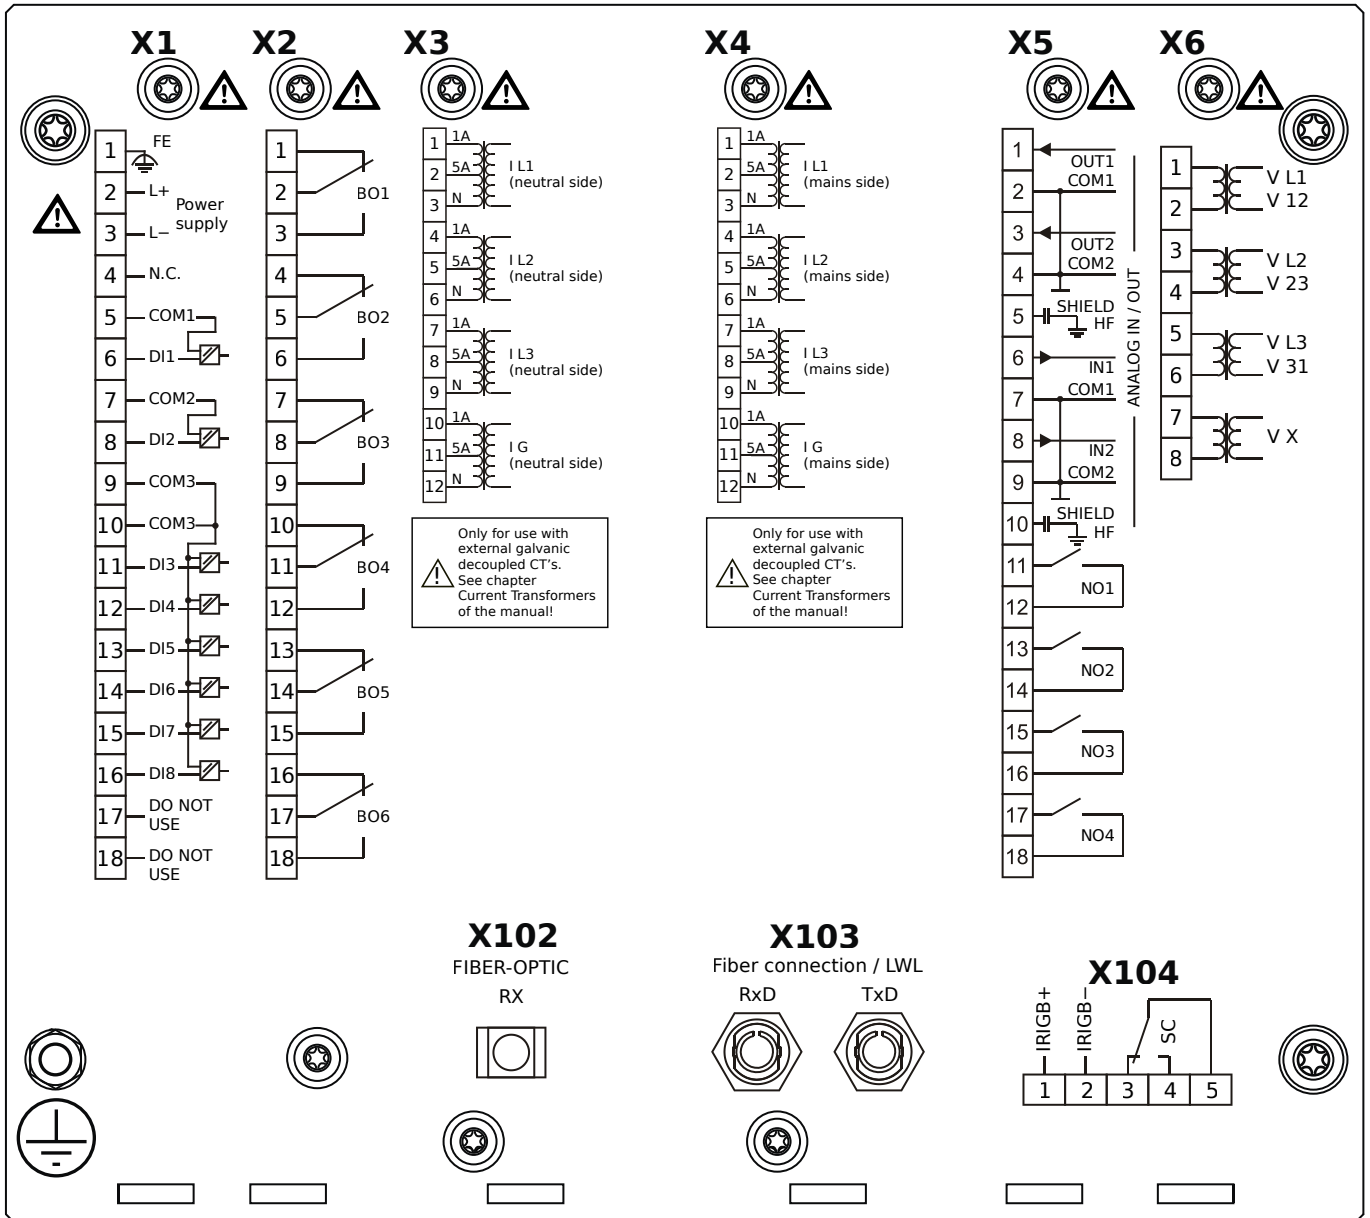 X1
1
FE
2
L+
Power
supply
3
L−
4
N.C.
5
COM1
6
DI1
7
COM2
8
DI2
9
COM3
10
COM3
11
DI3
12
DI4
13
DI5
14
DI6
15
DI7
16
DI8
17
DO NOT
USE
18
DO NOT
USE
X2
1
2
BO1
3
4
5
BO2
6
7
8
BO3
9
10
11
BO4
12
13
14
BO5
15
16
17
BO6
18
X3
1
1A
2
5A
3
N
I L1
(neutral side)
4
1A
5
5A
6
N
I L2
(neutral side)
7
1A
8
5A
9
N
I L3
(neutral side)
10
1A
11
5A
12
N
I G
(neutral side)
Only for use with
external galvanic
decoupled CT's.
See chapter
Current Transformers
of the manual!
X4
1
1A
2
5A
3
N
I L1
(mains side)
4
1A
5
5A
6
N
I L2
(mains side)
7
1A
8
5A
9
N
I L3
(mains side)
10
1A
11
5A
12
N
I G
(mains side)
Only for use with
external galvanic
decoupled CT's.
See chapter
Current Transformers
of the manual!
X5
1
OUT1
2
COM1
3
OUT2
4
COM2
5
SHIELD
HF
6
IN1
7
COM1
8
IN2
9
COM2
10
SHIELD
HF
ANALOG IN / OUT
11
NO1
12
13
NO2
14
15
NO3
16
17
NO4
18
X6
1
V L1
2
V 12
3
V L2
4
V 23
5
V L3
6
V 31
7
V X
8
X102
FIBER-OPTIC
RX
X103
Fiber connection / LWL
RxD
TxD
X104
IRIGB+
IRIGB−
SC
1 2 3 4 5